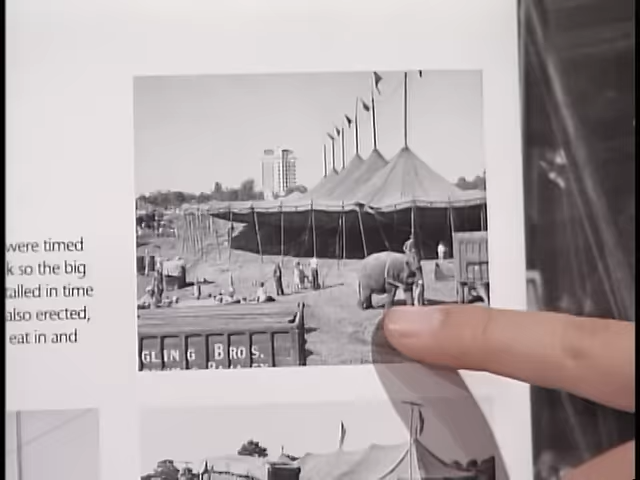 were timed
k so the big
talled in time
also erected,
eat in and
GLING BROS.